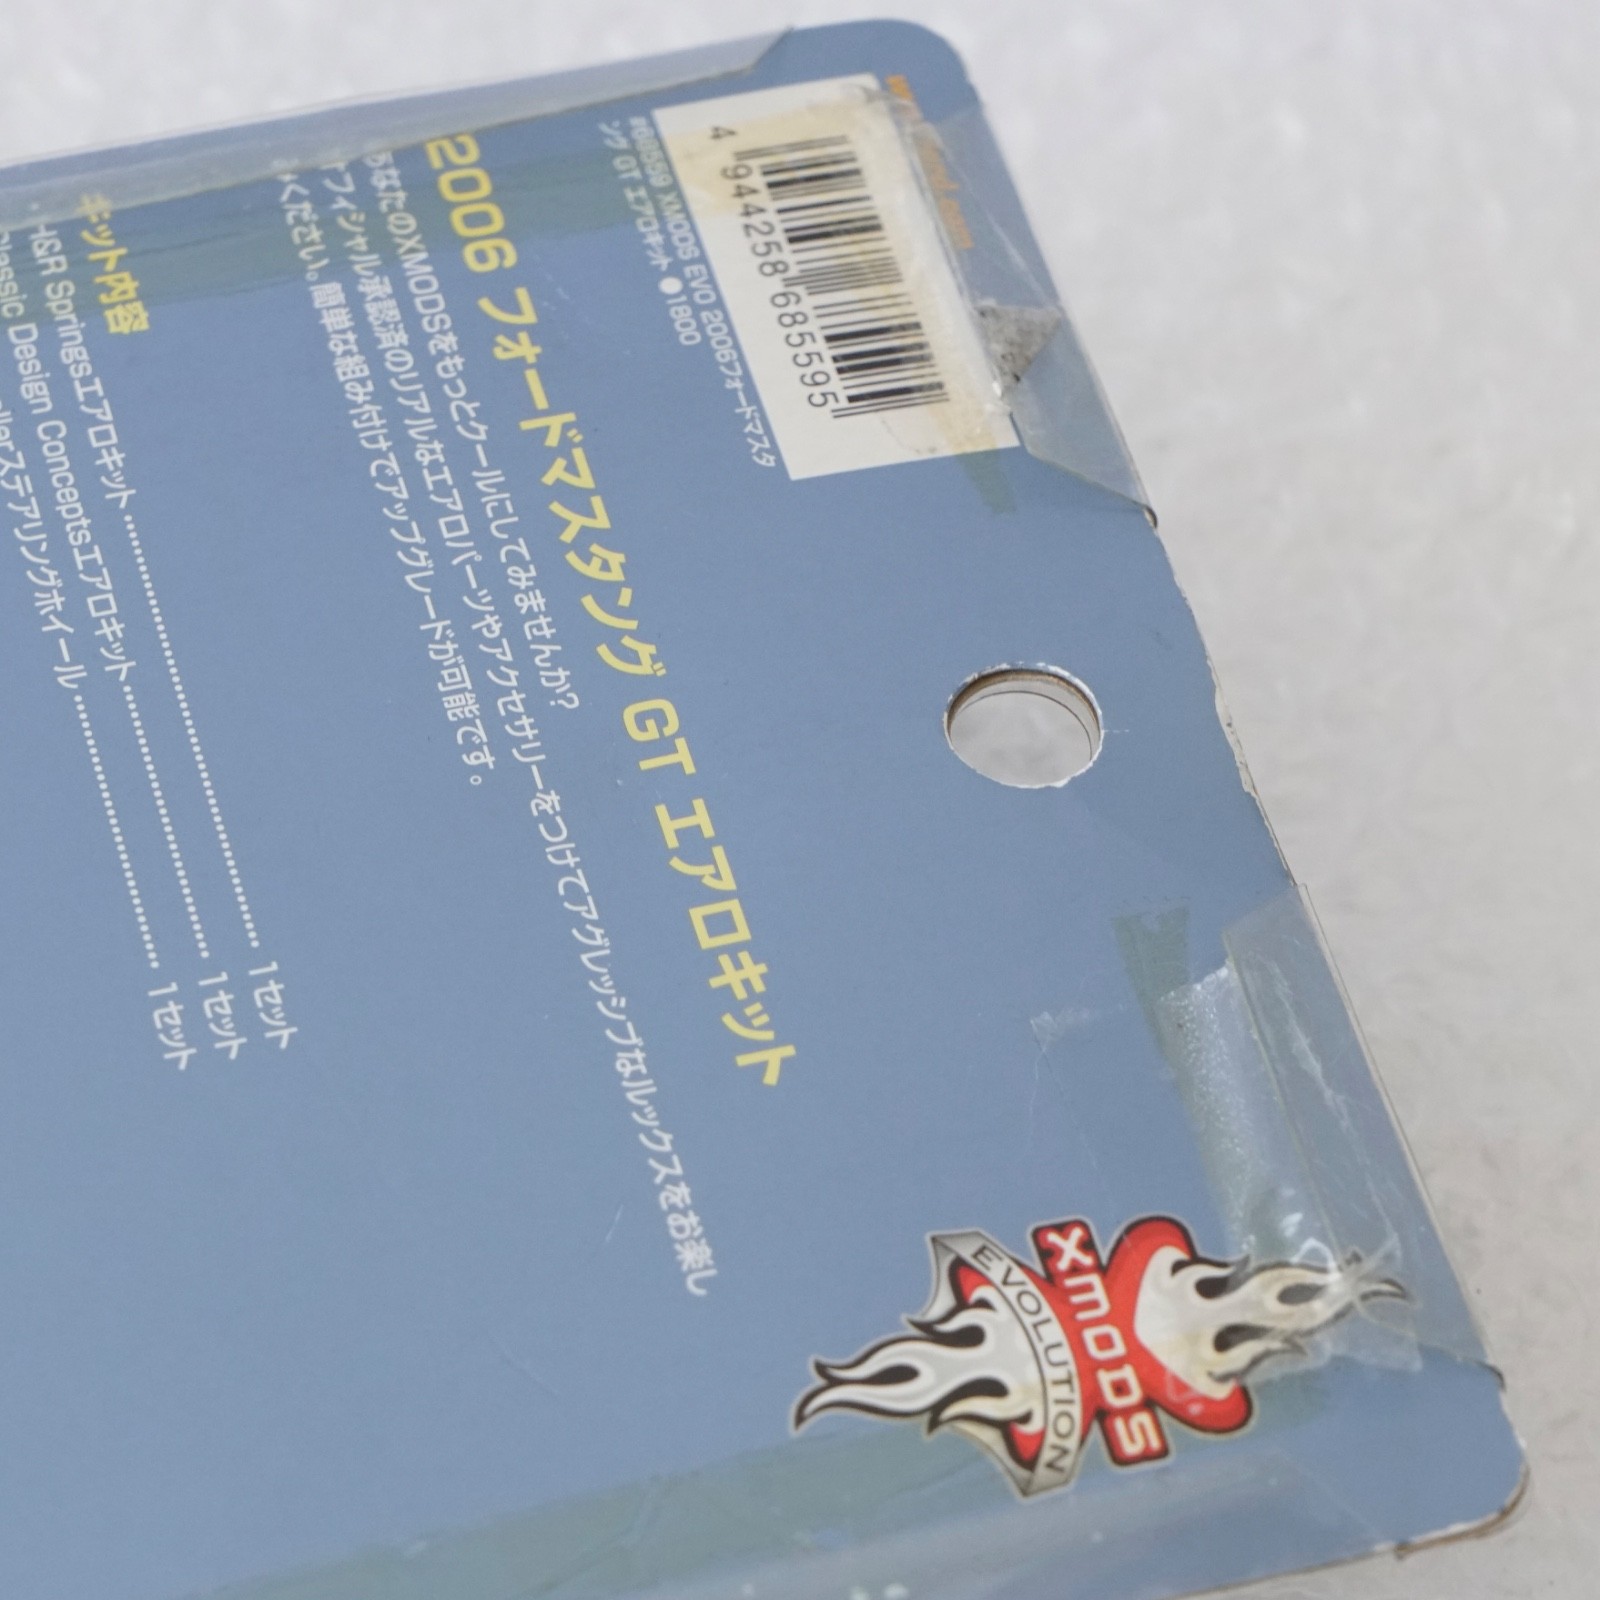 XMODS
EVOLUTION
4 944258 685595
XMODS EVO 2006フォードマスタ
ング GT エアロキット ●1800
2006 フォードマスタング GT エアロキット
あなたのXMODSをもっとクールにしてみませんか?
オフィシャル承認済のリアルなエアロパーツやアクセサリーをつけてアグレッシブなルックスをお楽し
みください。簡単な組み付けでアップグレードが可能です。
キット内容
H&R Springsエアロキット 1セット
Classic Design Conceptsエアロキット 1セット
ステアリングホイール 1セット